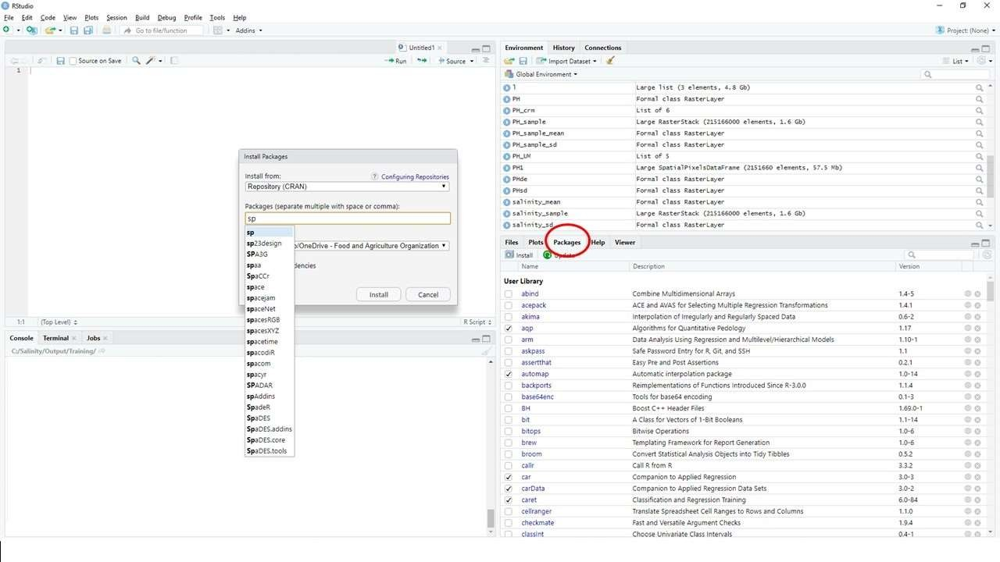 RStudio
File Edit Code View Plots Session Build Debug Profile Tools Help
Go to file/function Addins Project: (None)
Untitled1
Source on Save Run Source
1
Install Packages
Install from: ? Configuring Repositories
Repository (CRAN)
Packages (separate multiple with space or comma):
sp
sp
sp23design
SPA3G
spaa
SpaCCr
space
spacejam
spaceNet
spacesRGB
spacesXYZ
spacetime
spacodiR
spacom
spacyr
SPADAR
spAddins
SpadeR
SpaDES
SpaDES.addins
SpaDES.core
SpaDES.tools
/OneDrive - Food and Agriculture Organization
dencies
Install Cancel
1:1 (Top Level) R Script
Console Terminal Jobs
C:/Salinity/Output/Training/
Environment History Connections
Import Dataset List
Global Environment
l Large list (3 elements, 4.8 Gb)
PH Formal class RasterLayer
PH_crm List of 6
PH_sample Large RasterStack (215166000 elements, 1.6 Gb)
PH_sample_mean Formal class RasterLayer
PH_sample_sd Formal class RasterLayer
PH_UM List of 5
PH1 Large SpatialPixelsDataFrame (2151660 elements, 57.5 Mb)
PHde Formal class RasterLayer
PHsd Formal class RasterLayer
salinity_mean Formal class RasterLayer
salinity_sample Large RasterStack (215166000 elements, 1.6 Gb)
salinity_sd Formal class RasterLayer
Files Plots Packages Help Viewer
Install Update
Name Description Version
User Library
abind Combine Multidimensional Arrays 1.4-5
acepack ACE and AVAS for Selecting Multiple Regression Transformations 1.4.1
akima Interpolation of Irregularly and Regularly Spaced Data 0.6-2
aqp Algorithms for Quantitative Pedology 1.17
arm Data Analysis Using Regression and Multilevel/Hierarchical Models 1.10-1
askpass Safe Password Entry for R, Git, and SSH 1.1
assertthat Easy Pre and Post Assertions 0.2.1
automap Automatic interpolation package 1.0-14
backports Reimplementations of Functions Introduced Since R-3.0.0 1.1.4
base64enc Tools for base64 encoding 0.1-3
BH Boost C++ Header Files 1.69.0-1
bit A Class for Vectors of 1-Bit Booleans 1.1-14
bitops Bitwise Operations 1.0-6
brew Templating Framework for Report Generation 1.0-6
broom Convert Statistical Analysis Objects into Tidy Tibbles 0.5.2
callr Call R from R 3.3.2
car Companion to Applied Regression 3.0-3
carData Companion to Applied Regression Data Sets 3.0-2
caret Classification and Regression Training 6.0-84
cellranger Translate Spreadsheet Cell Ranges to Rows and Columns 1.1.0
checkmate Fast and Versatile Argument Checks 1.9.4
classInt Choose Univariate Class Intervals 0.4-1